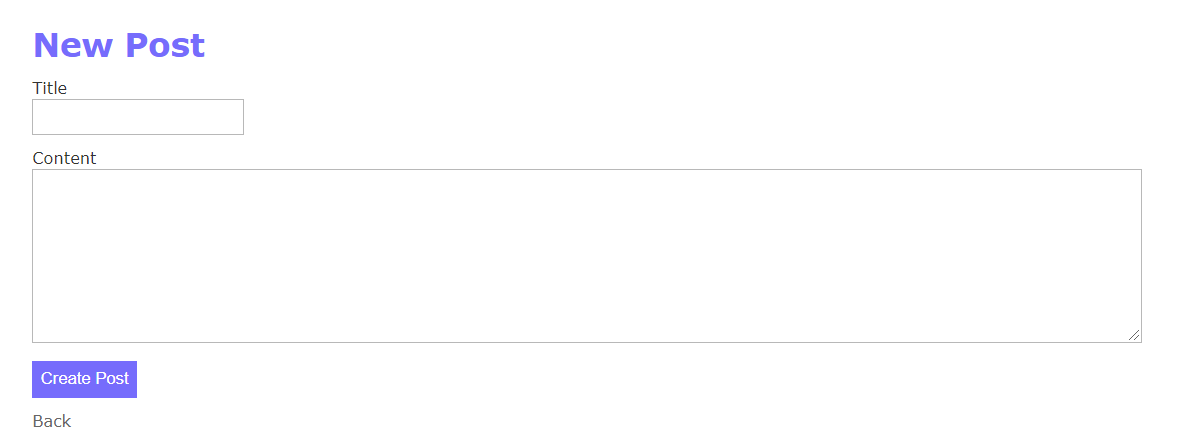 New Post
Title
Content
Create Post
Back